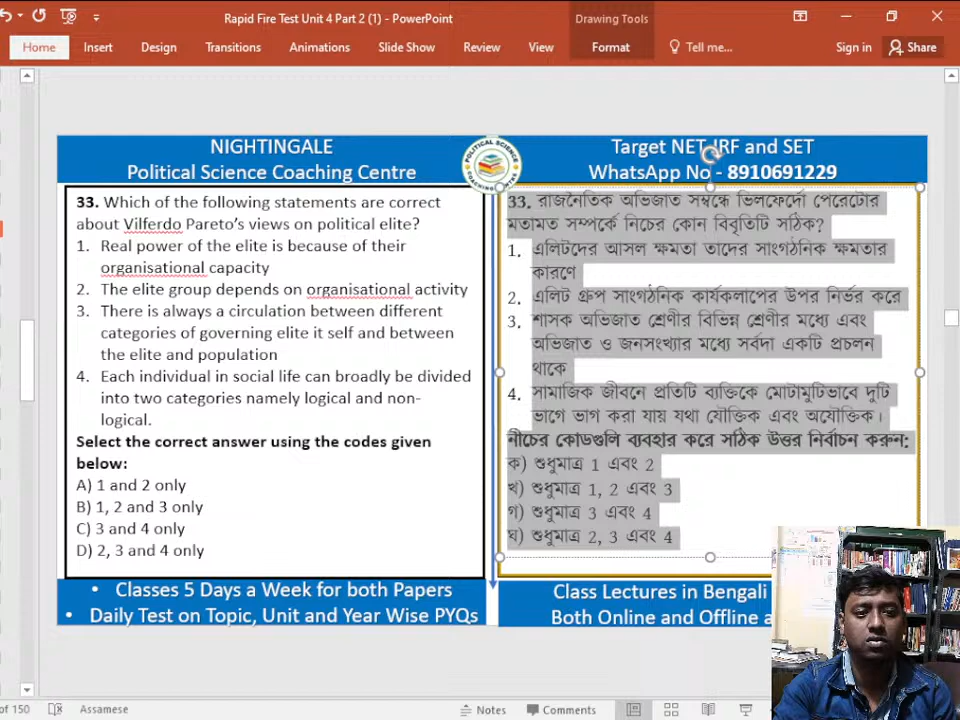 Rapid Fire Test Unit 4 Part 2 (1) - PowerPoint
Drawing Tools
Home
Insert
Design
Transitions
Animations
Slide Show
Review
View
Format
Tell me...
Sign in
Share
NIGHTINGALE
Political Science Coaching Centre
POLITICAL SCIENCE
COACHING CENTRE
Target NET JRF and SET
WhatsApp No - 8910691229
33. Which of the following statements are correct
about Vilferdo Pareto's views on political elite?
1. Real power of the elite is because of their
organisational capacity
2. The elite group depends on organisational activity
3. There is always a circulation between different
categories of governing elite it self and between
the elite and population
4. Each individual in social life can broadly be divided
into two categories namely logical and non-
logical.
Select the correct answer using the codes given
below:
A) 1 and 2 only
B) 1, 2 and 3 only
C) 3 and 4 only
D) 2, 3 and 4 only
33. রাজনৈতিক অভিজাত সম্বন্ধে ভিলফের্দো পেরেটোর
মতামত সম্পর্কে নিচের কোন বিবৃতিটি সঠিক?
1. এলিটদের আসল ক্ষমতা তাদের সাংগঠনিক ক্ষমতার
কারণে
2. এলিট গ্রুপ সাংগঠনিক কার্যকলাপের উপর নির্ভর করে
3. শাসক অভিজাত শ্রেণীর বিভিন্ন শ্রেণীর মধ্যে এবং
অভিজাত ও জনসংখ্যার মধ্যে সর্বদা একটি প্রচলন
থাকে
4. সামাজিক জীবনে প্রতিটি ব্যক্তিকে মোটামুটিভাবে দুটি
ভাগে ভাগ করা যায় যথা যৌক্তিক এবং অযৌক্তিক।
নীচের কোডগুলি ব্যবহার করে সঠিক উত্তর নির্বাচন করুন:
ক) শুধুমাত্র 1 এবং 2
খ) শুধুমাত্র 1, 2 এবং 3
গ) শুধুমাত্র 3 এবং 4
ঘ) শুধুমাত্র 2, 3 এবং 4
• Classes 5 Days a Week for both Papers
• Daily Test on Topic, Unit and Year Wise PYQs
Class Lectures in Bengali
Both Online and Offline a
of 150
Assamese
Notes
Comments